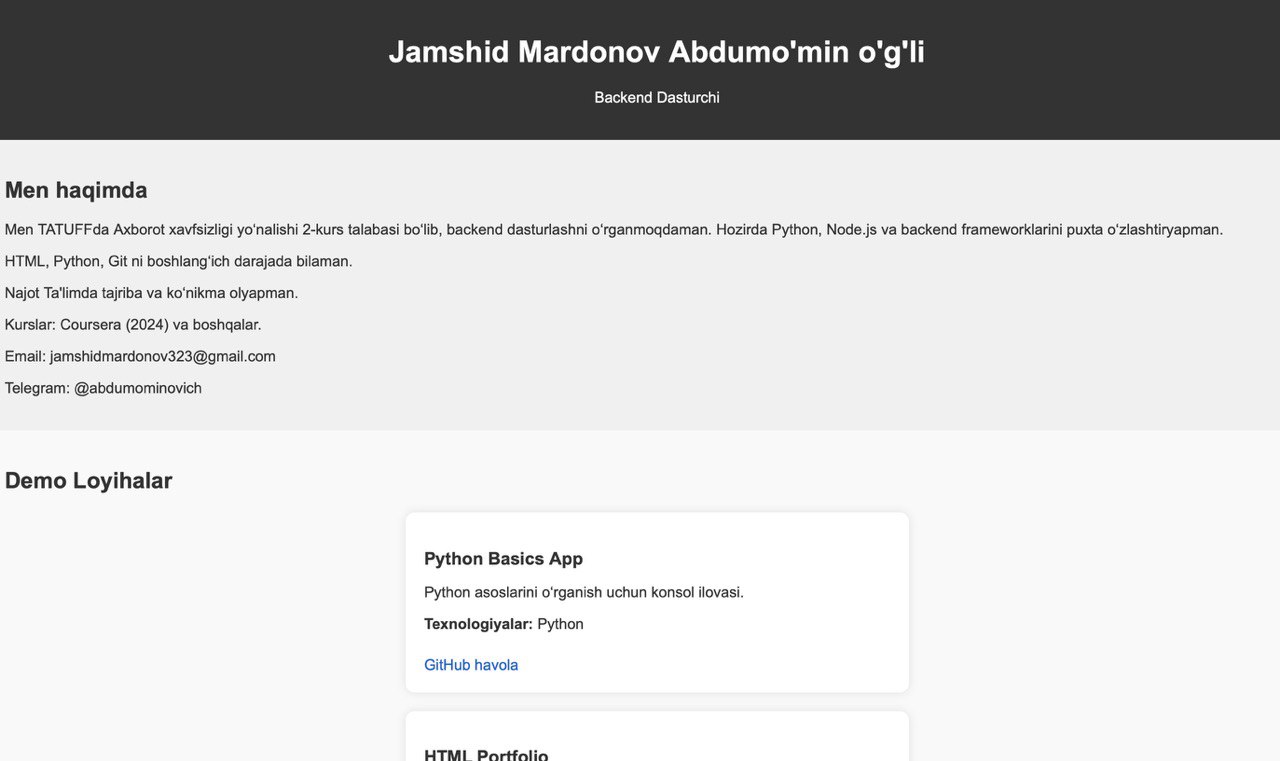 Jamshid Mardonov Abdumo'min o'g'li
Backend Dasturchi
Men haqimda
Men TATUFFda Axborot xavfsizligi yo‘nalishi 2-kurs talabasi bo‘lib, backend dasturlashni o‘rganmoqdaman. Hozirda Python, Node.js va backend frameworklarini puxta o‘zlashtiryapman.
HTML, Python, Git ni boshlang‘ich darajada bilaman.
Najot Ta'limda tajriba va ko‘nikma olyapman.
Kurslar: Coursera (2024) va boshqalar.
Email: jamshidmardonov323@gmail.com
Telegram: @abdumominovich
Demo Loyihalar
Python Basics App
Python asoslarini o‘rganish uchun konsol ilovasi.
Texnologiyalar: Python
GitHub havola
HTML Portfolio